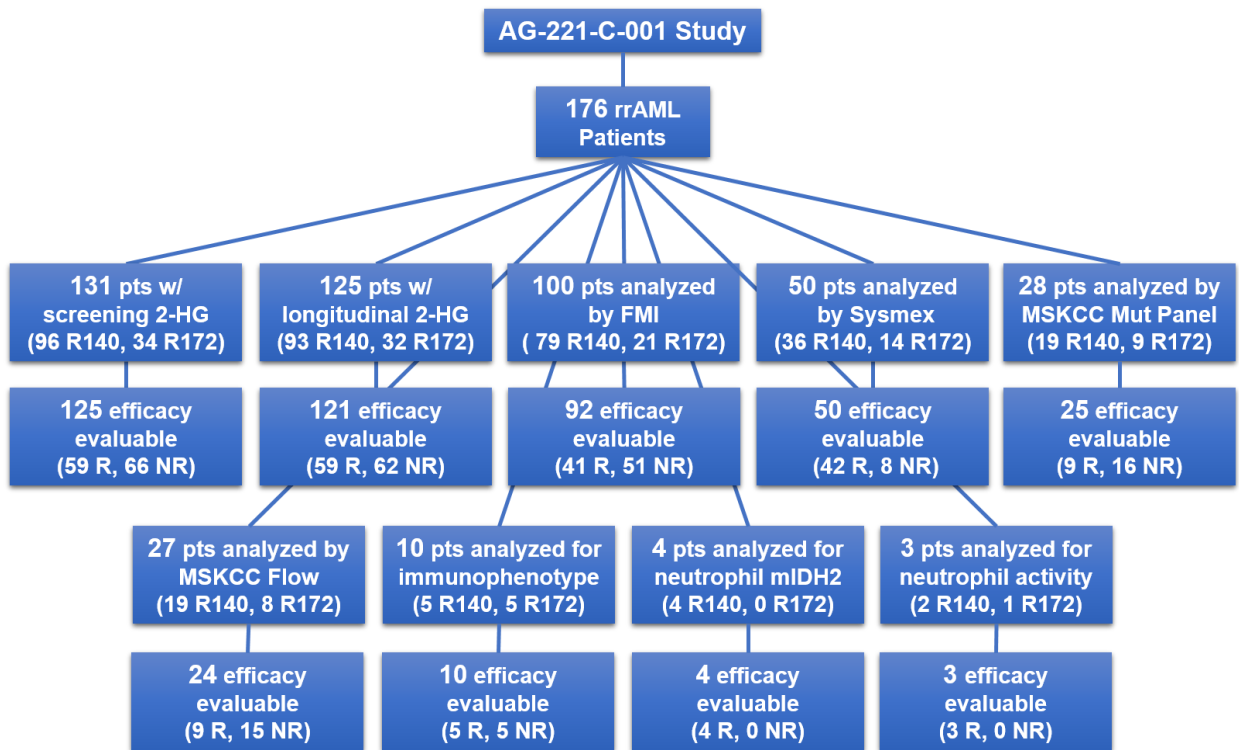 AG-221-C-001 Study
176 rrAML
Patients
131 pts w/
screening 2-HG
(96 R140, 34 R172)
125 pts w/
longitudinal 2-HG
(93 R140, 32 R172)
100 pts analyzed
by FMI
( 79 R140, 21 R172)
50 pts analyzed
by Sysmex
(36 R140, 14 R172)
28 pts analyzed by
MSKCC Mut Panel
(19 R140, 9 R172)
125 efficacy
evaluable
(59 R, 66 NR)
121 efficacy
evaluable
(59 R, 62 NR)
92 efficacy
evaluable
(41 R, 51 NR)
50 efficacy
evaluable
(42 R, 8 NR)
25 efficacy
evaluable
(9 R, 16 NR)
27 pts analyzed by
MSKCC Flow
(19 R140, 8 R172)
10 pts analyzed for
immunophenotype
(5 R140, 5 R172)
4 pts analyzed for
neutrophil mIDH2
(4 R140, 0 R172)
3 pts analyzed for
neutrophil activity
(2 R140, 1 R172)
24 efficacy
evaluable
(9 R, 15 NR)
10 efficacy
evaluable
(5 R, 5 NR)
4 efficacy
evaluable
(4 R, 0 NR)
3 efficacy
evaluable
(3 R, 0 NR)